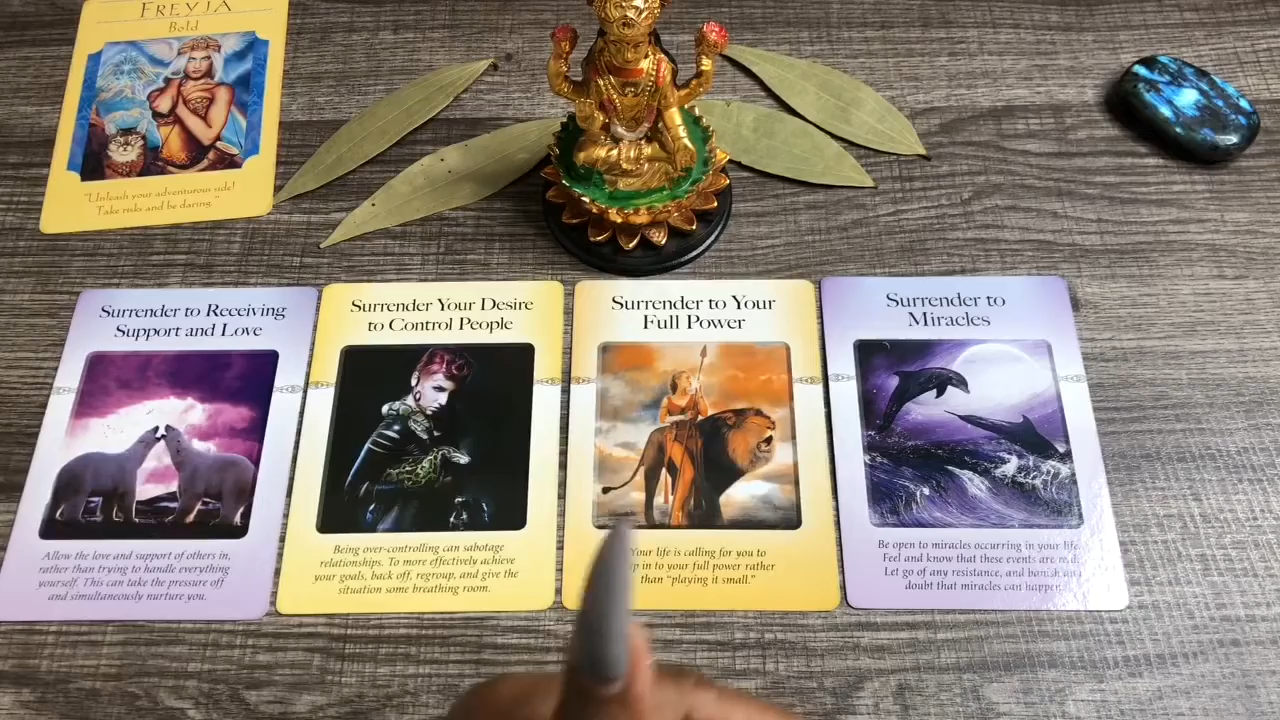 FREYJA
Bold
"Unleash your adventurous side!
Take risks and be daring."
Surrender to Receiving
Support and Love
Allow the love and support of others in,
rather than trying to handle everything
yourself. This can take the pressure off
and simultaneously nurture you.
Surrender Your Desire
to Control People
Being over-controlling can sabotage
relationships. To more effectively achieve
your goals, back off, regroup, and give the
situation some breathing room.
Surrender to Your
Full Power
Your life is calling for you to
p in to your full power rather
than "playing it small."
Surrender to
Miracles
Be open to miracles occurring in your life.
Feel and know that these events are real.
Let go of any resistance, and banish any
doubt that miracles can happen.